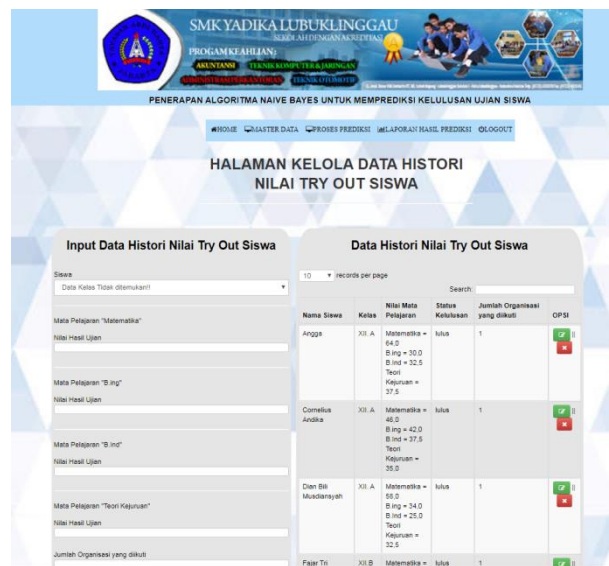 SMK YADIKA LUBUKLINGGAU
SEKOLAH DENGAN AKREDITASI
PROGAM KEAHLIAN:
AKUNTANSI TEKNIK KOMPUTER & JARINGAN
ADMINISTRASI PERKANTORAN TEKNIK OTOMOTIF
PENERAPAN ALGORITMA NAIVE BAYES UNTUK MEMPREDIKSI KELULUSAN UJIAN SISWA
HOME MASTER DATA PROSES PREDIKSI LAPORAN HASIL PREDIKSI LOGOUT
HALAMAN KELOLA DATA HISTORI
NILAI TRY OUT SISWA
Input Data Histori Nilai Try Out Siswa
Siswa
Data Kelas Tidak ditemukan!!
Mata Pelajaran "Matematika"
Nilai Hasil Ujian
Mata Pelajaran "B.ing"
Nilai Hasil Ujian
Mata Pelajaran "B.Ind"
Nilai Hasil Ujian
Mata Pelajaran "Teori Kejuruan"
Nilai Hasil Ujian
Jumlah Organisasi yang diikuti
Data Histori Nilai Try Out Siswa
10 records per page
Search:
Nama Siswa Kelas Nilai Mata Pelajaran Status Kelulusan Jumlah Organisasi yang diikuti OPSI
Angga XII. A Matematika = lulus 1 ||
64,0
B.ing = 30,0
B.Ind = 32,5
Teori
Kejuruan =
37,5
Cornelius XII. A Matematika = lulus 1 ||
Andika 46,0
B.ing = 42,0
B.Ind = 37,5
Teori
Kejuruan =
35,0
Dian Bili XII. A Matematika = lulus 1 ||
Musdiansyah 56,0
B.ing = 34,0
B.Ind = 25,0
Teori
Kejuruan =
32,5
Fajar Tri XII.B Matematika = lulus 1 ||